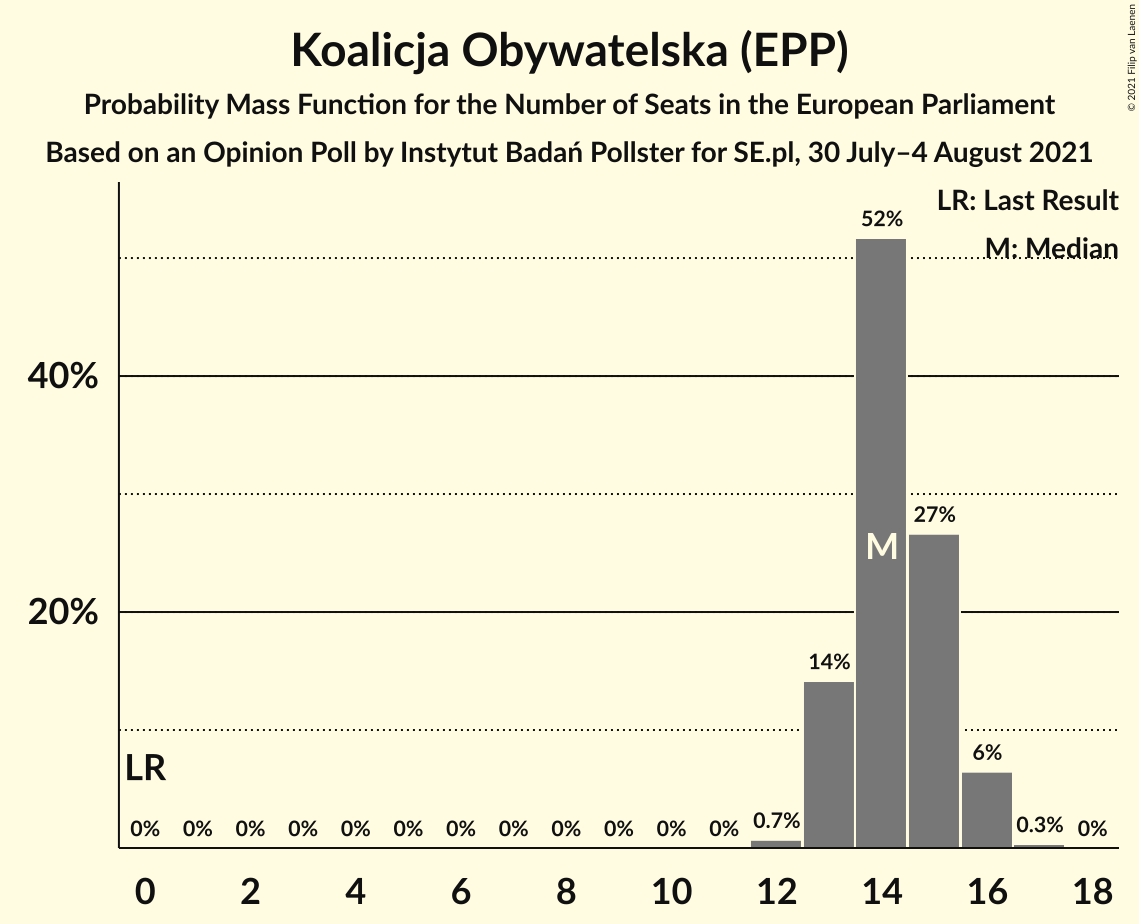 Koalicja Obywatelska (EPP)
Probability Mass Function for the Number of Seats in the European Parliament
Based on an Opinion Poll by Instytut Badań Pollster for SE.pl, 30 July–4 August 2021
© 2021 Filip van Laenen
LR: Last Result
M: Median
52%
40%
27%
M
20%
14%
LR
6%
0% 0% 0% 0% 0% 0% 0% 0% 0% 0% 0% 0% 0.7% 0.3% 0%
0 2 4 6 8 10 12 14 16 18